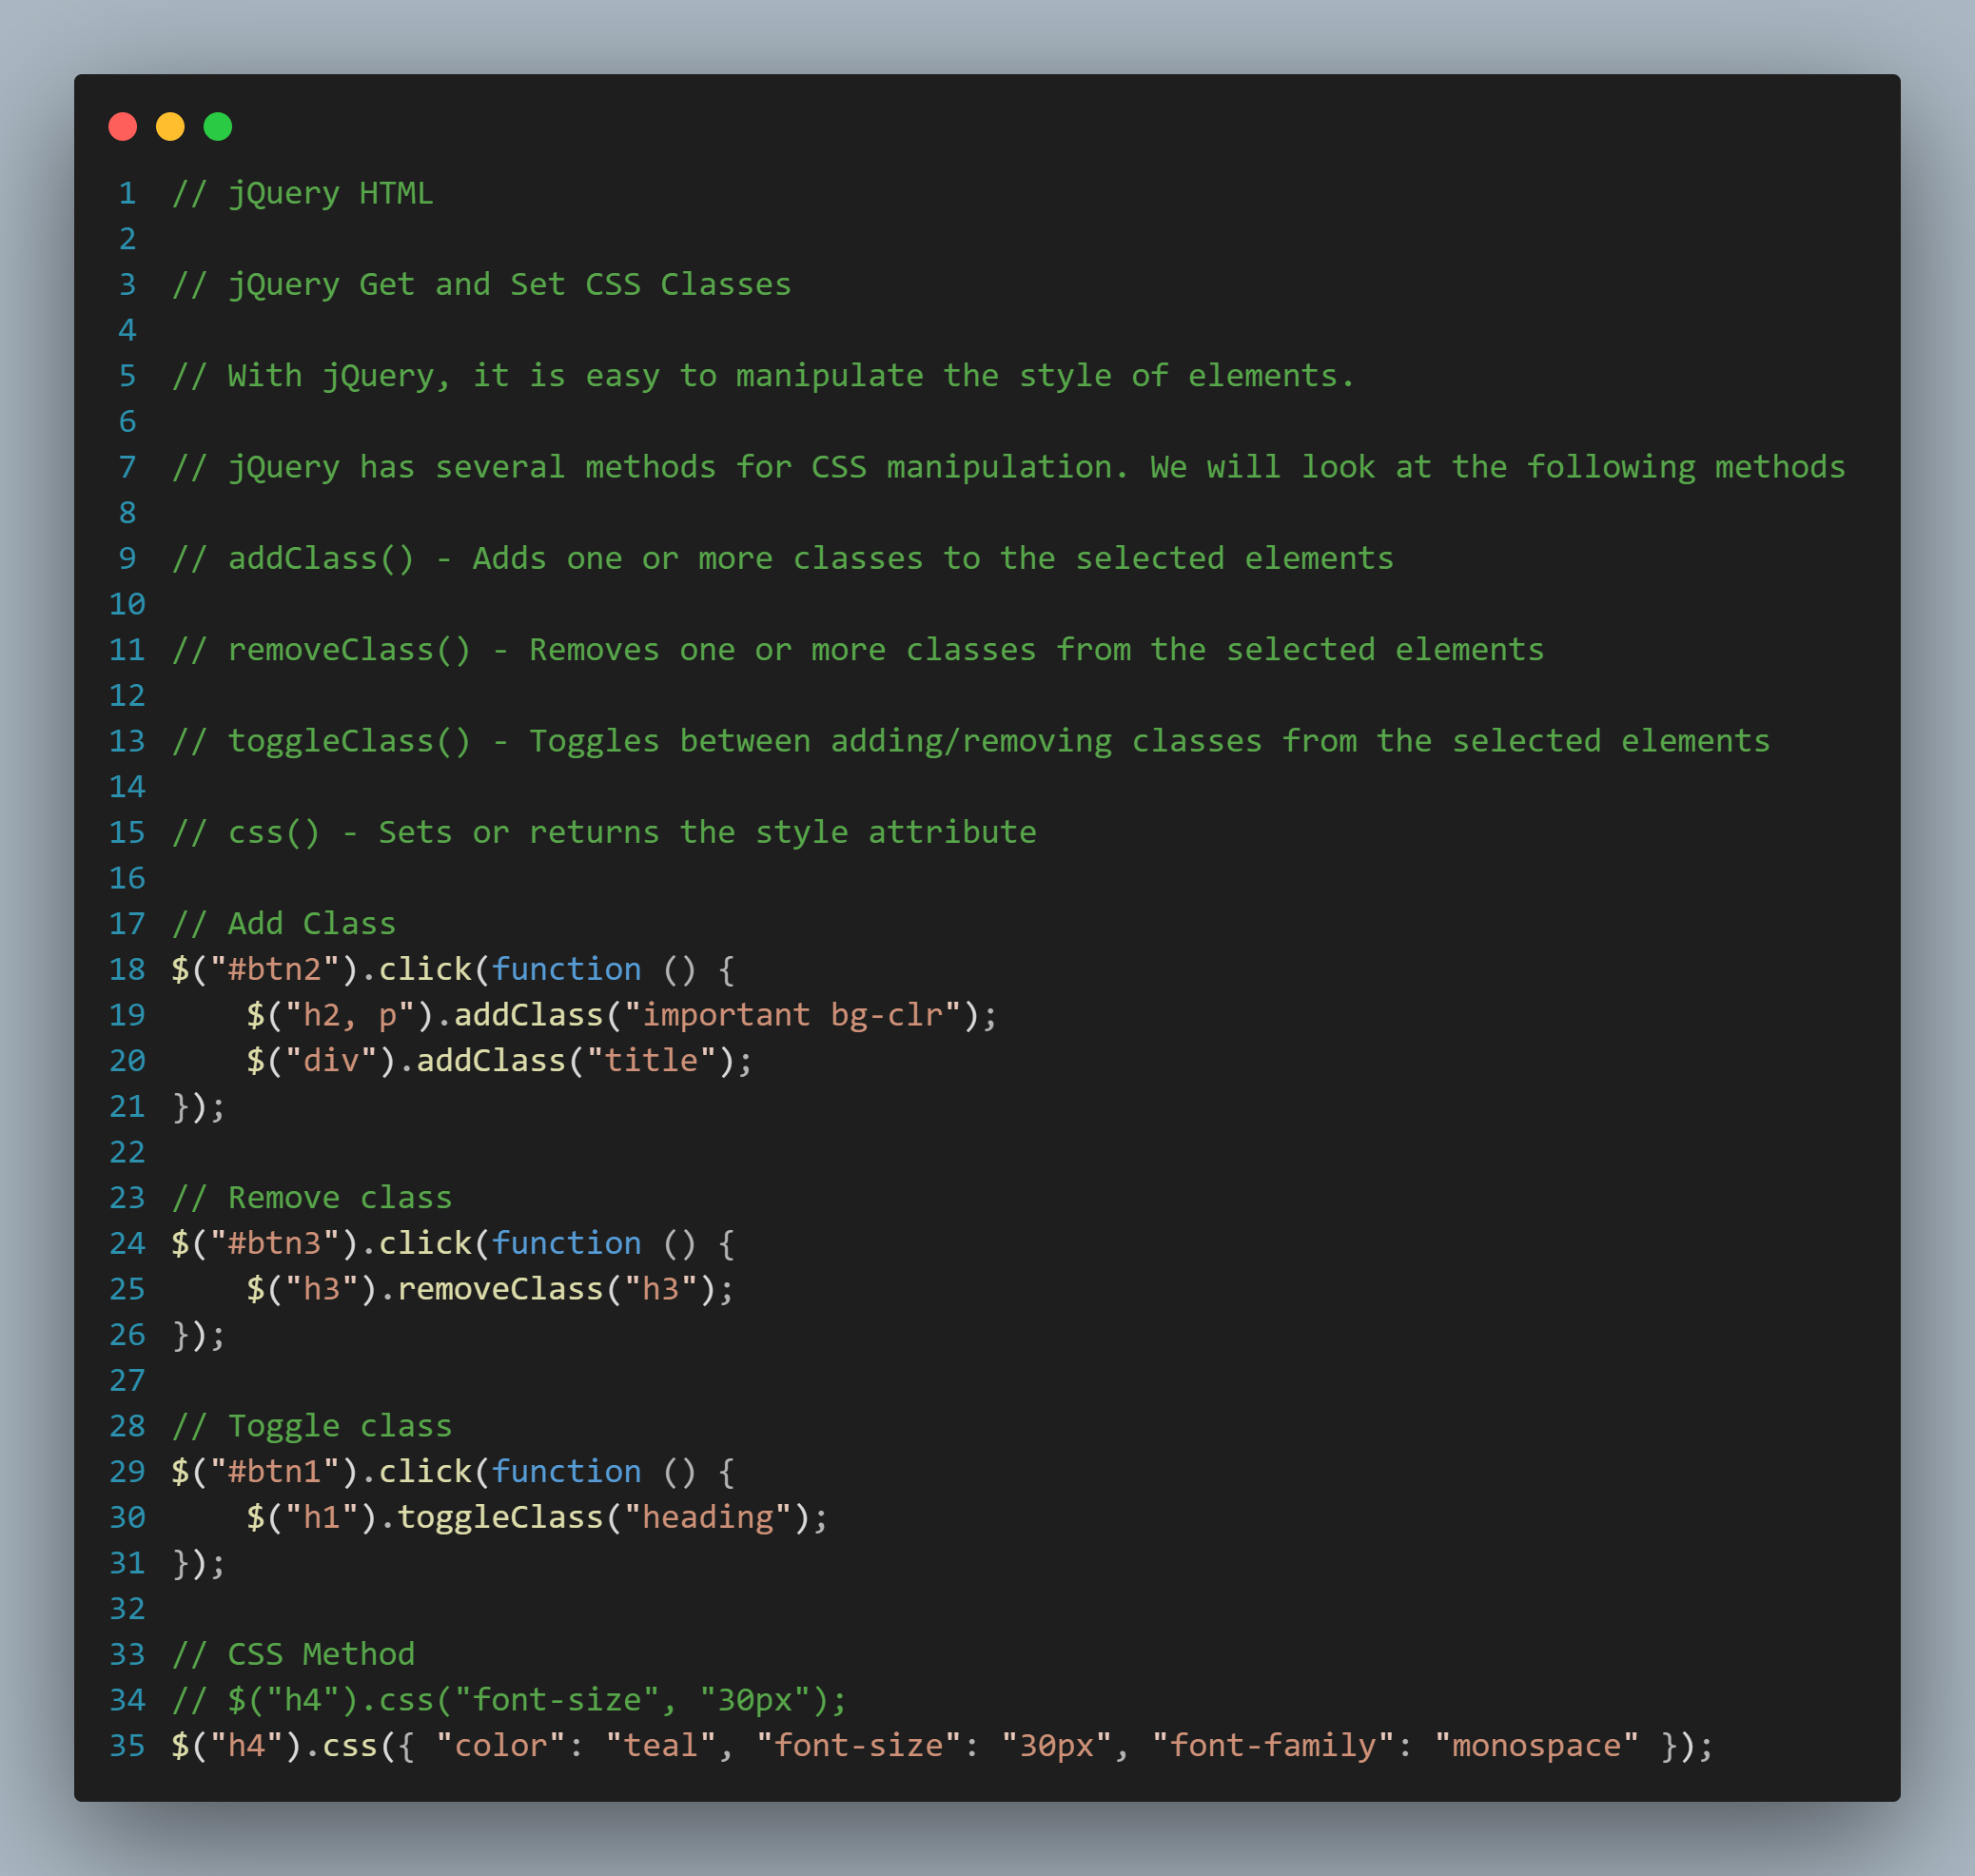 1 // jQuery HTML
2
3 // jQuery Get and Set CSS Classes
4
5 // With jQuery, it is easy to manipulate the style of elements.
6
7 // jQuery has several methods for CSS manipulation. We will look at the following methods
8
9 // addClass() - Adds one or more classes to the selected elements
10
11 // removeClass() - Removes one or more classes from the selected elements
12
13 // toggleClass() - Toggles between adding/removing classes from the selected elements
14
15 // css() - Sets or returns the style attribute
16
17 // Add Class
18 $("#btn2").click(function () {
19     $("h2, p").addClass("important bg-clr");
20     $("div").addClass("title");
21 });
22
23 // Remove class
24 $("#btn3").click(function () {
25     $("h3").removeClass("h3");
26 });
27
28 // Toggle class
29 $("#btn1").click(function () {
30     $("h1").toggleClass("heading");
31 });
32
33 // CSS Method
34 // $("h4").css("font-size", "30px");
35 $("h4").css({ "color": "teal", "font-size": "30px", "font-family": "monospace" });